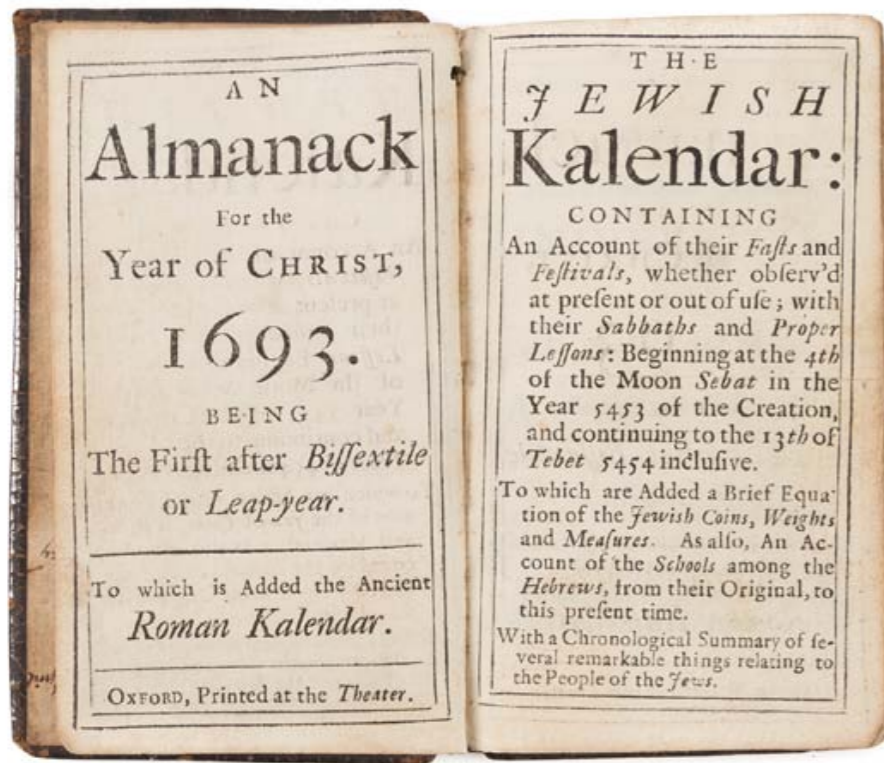 AN
Almanack
For the
Year of CHRIST,
1693.
BEING
The Firſt after Biſſextile
or Leap-year.
To which is Added the Ancient
Roman Kalendar.
OXFORD, Printed at the Theater.
THE
JEWISH
Kalendar:
CONTAINING
An Account of their Faſts and
Feſtivals, whether obſerv'd
at preſent or out of uſe; with
their Sabbaths and Proper
Leſſons: Beginning at the 4th
of the Moon Sebat in the
Year 5453 of the Creation,
and continuing to the 13th of
Tebet 5454 incluſive.
To which are Added a Brief Equa-
tion of the Jewiſh Coins, Weights
and Meaſures. As alſo, An Ac-
count of the Schools among the
Hebrews, from their Original, to
this preſent time.
With a Chronological Summary of ſe-
veral remarkable things relating to
the People of the Jews.